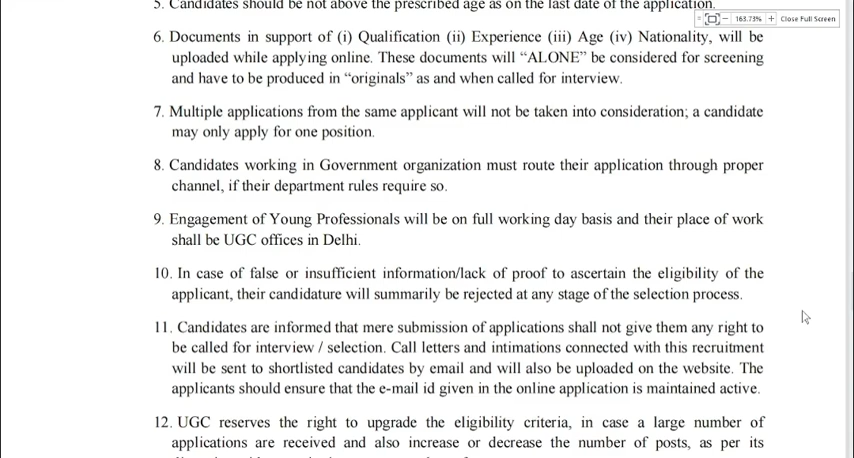 5. Candidates should be not above the prescribed age as on the last date of the application.
163.73% Close Full Screen
6. Documents in support of (i) Qualification (ii) Experience (iii) Age (iv) Nationality, will be
uploaded while applying online. These documents will “ALONE” be considered for screening
and have to be produced in “originals” as and when called for interview.
7. Multiple applications from the same applicant will not be taken into consideration; a candidate
may only apply for one position.
8. Candidates working in Government organization must route their application through proper
channel, if their department rules require so.
9. Engagement of Young Professionals will be on full working day basis and their place of work
shall be UGC offices in Delhi.
10. In case of false or insufficient information/lack of proof to ascertain the eligibility of the
applicant, their candidature will summarily be rejected at any stage of the selection process.
11. Candidates are informed that mere submission of applications shall not give them any right to
be called for interview / selection. Call letters and intimations connected with this recruitment
will be sent to shortlisted candidates by email and will also be uploaded on the website. The
applicants should ensure that the e-mail id given in the online application is maintained active.
12. UGC reserves the right to upgrade the eligibility criteria, in case a large number of
applications are received and also increase or decrease the number of posts, as per its